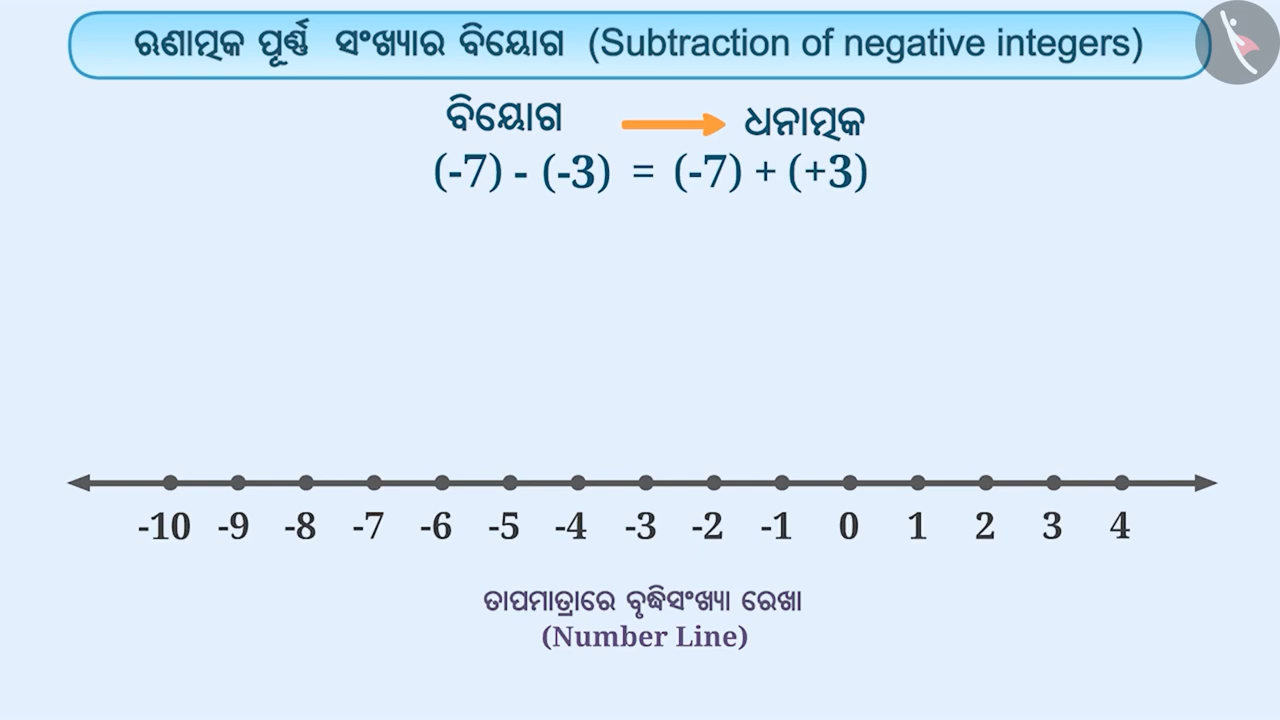 ଋଣାତ୍ମକ ପୂର୍ଣ୍ଣ ସଂଖ୍ୟାର ବିୟୋଗ (Subtraction of negative integers)
ବିୟୋଗ ଧନାତ୍ମକ
(-7) - (-3) = (-7) + (+3)
-10 -9 -8 -7 -6 -5 -4 -3 -2 -1 0 1 2 3 4
ତାପମାତ୍ରାରେ ବୃଦ୍ଧିସଂଖ୍ୟା ରେଖା
(Number Line)